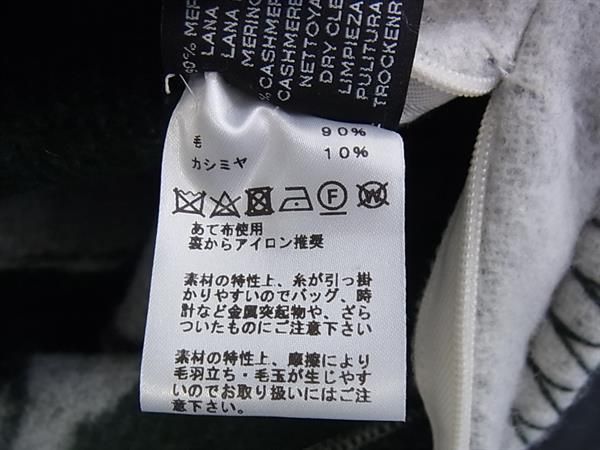 90% MER
LANA
LANA M
MERINO
% CASHMERE
CASHMERE
NETTOYA
DRY CLE
LIMPIEZA
PULITURA
TROCKENR
毛 90%
カシミヤ 10%
F W
あて布使用
裏からアイロン推奨
素材の特性上、糸が引っ掛
かりやすいのでバッグ、時
計など金属突起物や、ざら
ついたものにご注意下さい
素材の特性上、摩擦により
毛羽立ち・毛玉が生じやす
いのでお取り扱いにはご注
意下さい。